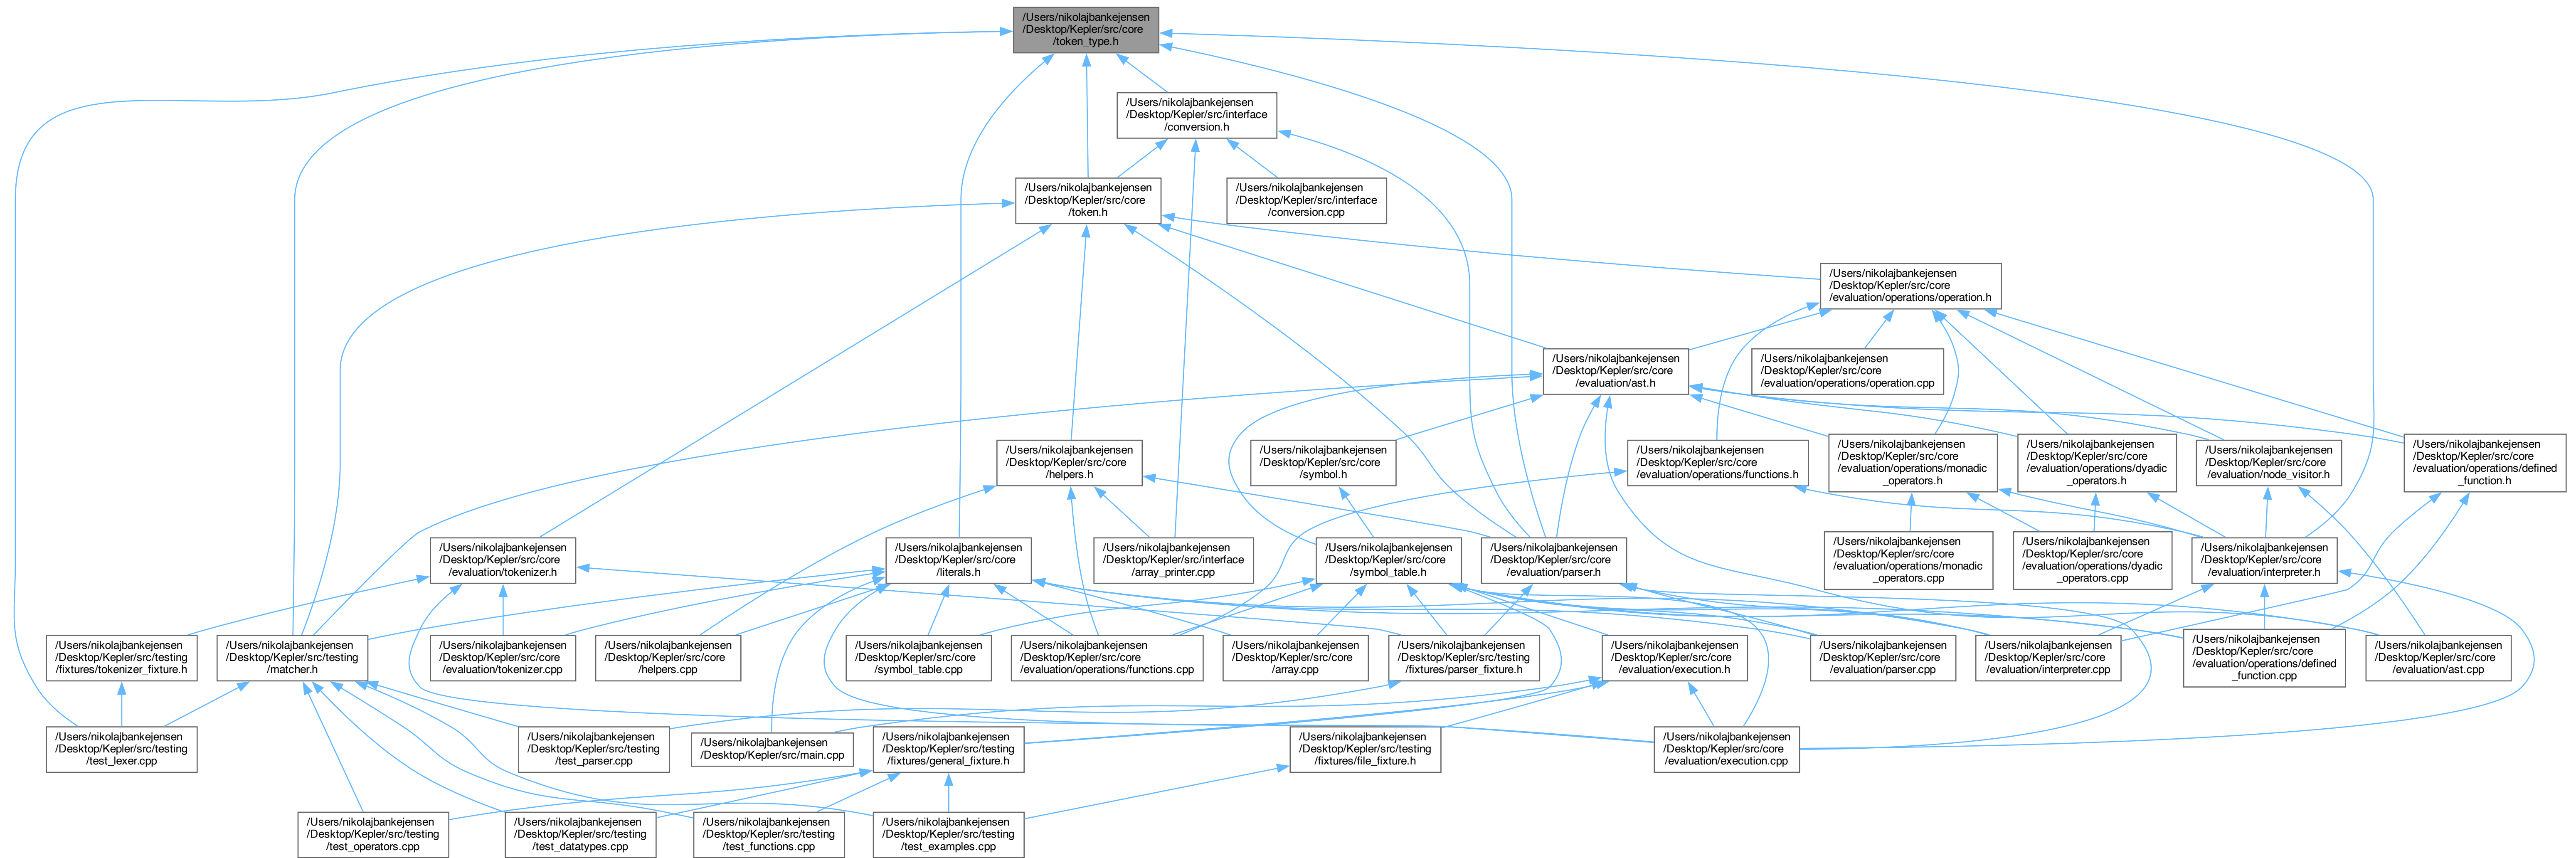 /Users/nikolajbankejensen
/Desktop/Kepler/src/core
/token_type.h
/Users/nikolajbankejensen
/Desktop/Kepler/src/interface
/conversion.h
/Users/nikolajbankejensen
/Desktop/Kepler/src/core
/token.h
/Users/nikolajbankejensen
/Desktop/Kepler/src/interface
/conversion.cpp
/Users/nikolajbankejensen
/Desktop/Kepler/src/core
/evaluation/operations/operation.h
/Users/nikolajbankejensen
/Desktop/Kepler/src/core
/evaluation/ast.h
/Users/nikolajbankejensen
/Desktop/Kepler/src/core
/evaluation/operations/operation.cpp
/Users/nikolajbankejensen
/Desktop/Kepler/src/core
/helpers.h
/Users/nikolajbankejensen
/Desktop/Kepler/src/core
/symbol.h
/Users/nikolajbankejensen
/Desktop/Kepler/src/core
/evaluation/operations/functions.h
/Users/nikolajbankejensen
/Desktop/Kepler/src/core
/evaluation/operations/monadic
_operators.h
/Users/nikolajbankejensen
/Desktop/Kepler/src/core
/evaluation/operations/dyadic
_operators.h
/Users/nikolajbankejensen
/Desktop/Kepler/src/core
/evaluation/node_visitor.h
/Users/nikolajbankejensen
/Desktop/Kepler/src/core
/evaluation/operations/defined
_function.h
/Users/nikolajbankejensen
/Desktop/Kepler/src/core
/evaluation/tokenizer.h
/Users/nikolajbankejensen
/Desktop/Kepler/src/core
/literals.h
/Users/nikolajbankejensen
/Desktop/Kepler/src/interface
/array_printer.cpp
/Users/nikolajbankejensen
/Desktop/Kepler/src/core
/symbol_table.h
/Users/nikolajbankejensen
/Desktop/Kepler/src/core
/evaluation/parser.h
/Users/nikolajbankejensen
/Desktop/Kepler/src/core
/evaluation/operations/monadic
_operators.cpp
/Users/nikolajbankejensen
/Desktop/Kepler/src/core
/evaluation/operations/dyadic
_operators.cpp
/Users/nikolajbankejensen
/Desktop/Kepler/src/core
/evaluation/interpreter.h
/Users/nikolajbankejensen
/Desktop/Kepler/src/testing
/fixtures/tokenizer_fixture.h
/Users/nikolajbankejensen
/Desktop/Kepler/src/testing
/matcher.h
/Users/nikolajbankejensen
/Desktop/Kepler/src/core
/evaluation/tokenizer.cpp
/Users/nikolajbankejensen
/Desktop/Kepler/src/core
/helpers.cpp
/Users/nikolajbankejensen
/Desktop/Kepler/src/core
/symbol_table.cpp
/Users/nikolajbankejensen
/Desktop/Kepler/src/core
/evaluation/operations/functions.cpp
/Users/nikolajbankejensen
/Desktop/Kepler/src/core
/array.cpp
/Users/nikolajbankejensen
/Desktop/Kepler/src/testing
/fixtures/parser_fixture.h
/Users/nikolajbankejensen
/Desktop/Kepler/src/core
/evaluation/execution.h
/Users/nikolajbankejensen
/Desktop/Kepler/src/core
/evaluation/parser.cpp
/Users/nikolajbankejensen
/Desktop/Kepler/src/core
/evaluation/interpreter.cpp
/Users/nikolajbankejensen
/Desktop/Kepler/src/core
/evaluation/operations/defined
_function.cpp
/Users/nikolajbankejensen
/Desktop/Kepler/src/core
/evaluation/ast.cpp
/Users/nikolajbankejensen
/Desktop/Kepler/src/testing
/test_lexer.cpp
/Users/nikolajbankejensen
/Desktop/Kepler/src/testing
/test_parser.cpp
/Users/nikolajbankejensen
/Desktop/Kepler/src/main.cpp
/Users/nikolajbankejensen
/Desktop/Kepler/src/testing
/fixtures/general_fixture.h
/Users/nikolajbankejensen
/Desktop/Kepler/src/testing
/fixtures/file_fixture.h
/Users/nikolajbankejensen
/Desktop/Kepler/src/core
/evaluation/execution.cpp
/Users/nikolajbankejensen
/Desktop/Kepler/src/testing
/test_operators.cpp
/Users/nikolajbankejensen
/Desktop/Kepler/src/testing
/test_datatypes.cpp
/Users/nikolajbankejensen
/Desktop/Kepler/src/testing
/test_functions.cpp
/Users/nikolajbankejensen
/Desktop/Kepler/src/testing
/test_examples.cpp